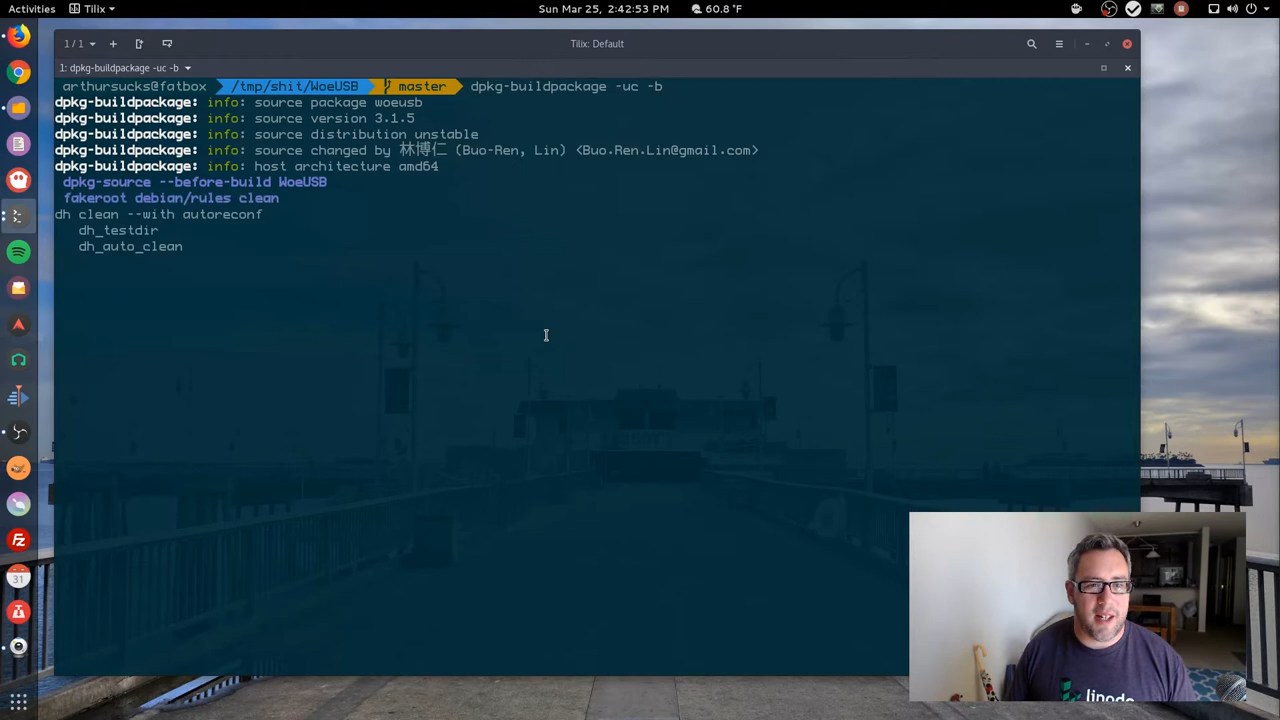 Activities
Tilix
Sun Mar 25, 2:42:53 PM
60.8 °F
1 / 1
Tilix: Default
1: dpkg-buildpackage -uc -b
arthursucks@fatbox /tmp/shit/WoeUSB master dpkg-buildpackage -uc -b
dpkg-buildpackage: info: source package woeusb
dpkg-buildpackage: info: source version 3.1.5
dpkg-buildpackage: info: source distribution unstable
dpkg-buildpackage: info: source changed by 林博仁 (Buo-Ren, Lin) <Buo.Ren.Lin@gmail.com>
dpkg-buildpackage: info: host architecture amd64
dpkg-source --before-build WoeUSB
fakeroot debian/rules clean
dh clean --with autoreconf
dh_testdir
dh_auto_clean
Fz
31
linode